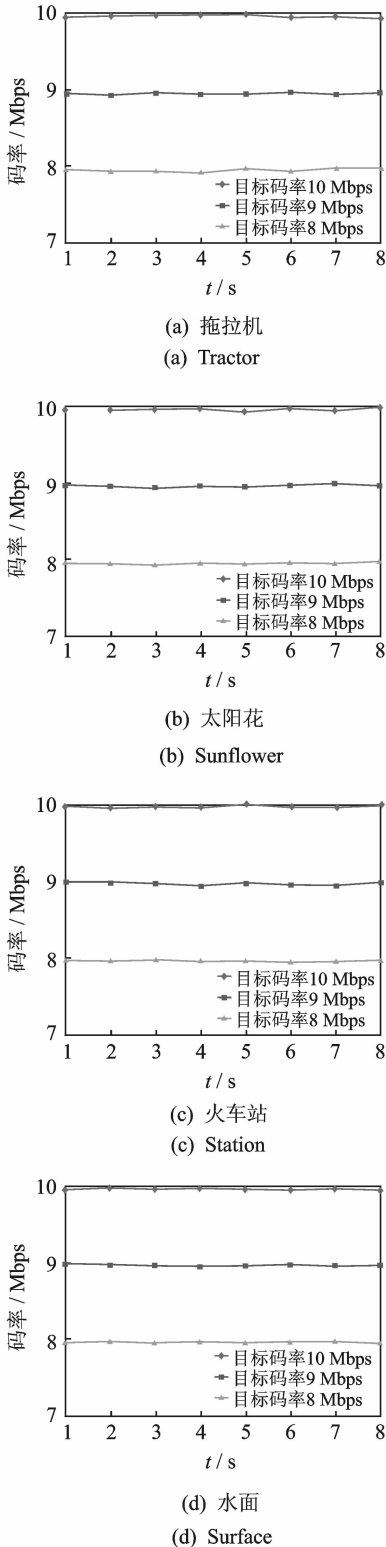 10
9
8
7
码率 / Mbps
目标码率10 Mbps
目标码率9 Mbps
目标码率8 Mbps
1 2 3 4 5 6 7 8
t / s
(a) 拖拉机
(a) Tractor
10
9
8
7
码率 / Mbps
目标码率10 Mbps
目标码率9 Mbps
目标码率8 Mbps
1 2 3 4 5 6 7 8
t / s
(b) 太阳花
(b) Sunflower
10
9
8
7
码率 / Mbps
目标码率10 Mbps
目标码率9 Mbps
目标码率8 Mbps
1 2 3 4 5 6 7 8
t / s
(c) 火车站
(c) Station
10
9
8
7
码率 / Mbps
目标码率10 Mbps
目标码率9 Mbps
目标码率8 Mbps
1 2 3 4 5 6 7 8
t / s
(d) 水面
(d) Surface